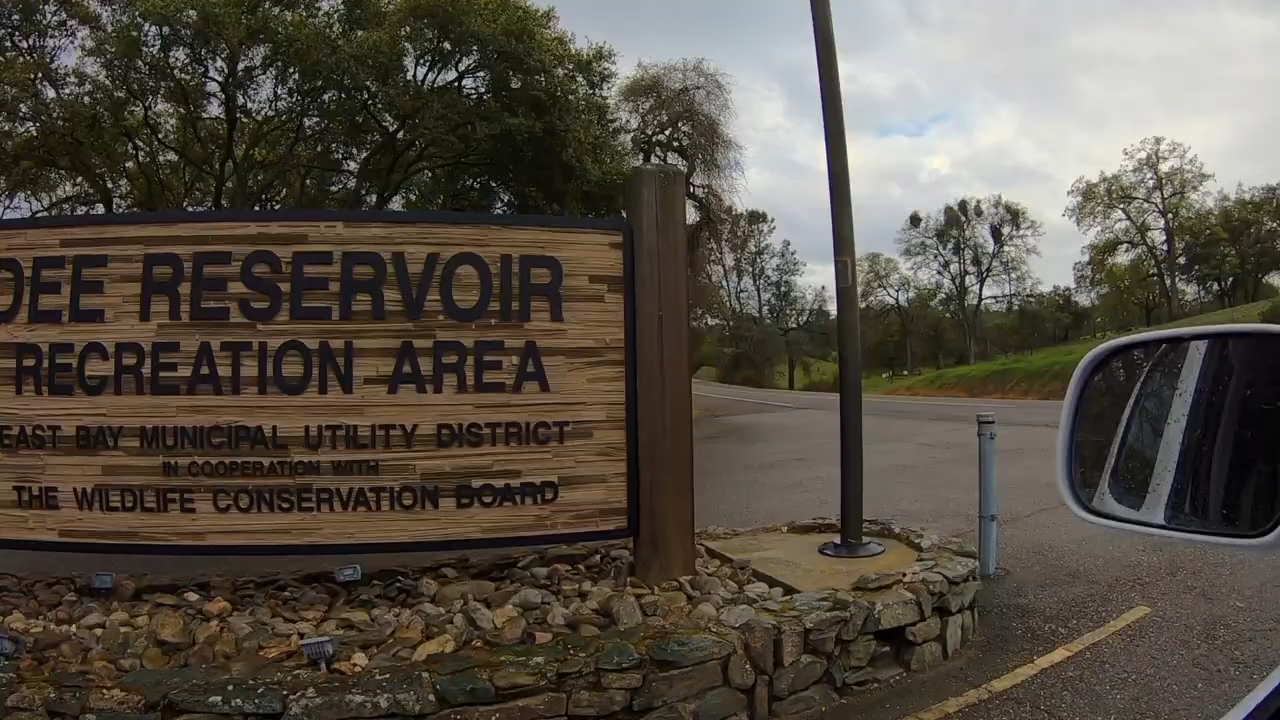 DEE RESERVOIR
RECREATION AREA
EAST BAY MUNICIPAL UTILITY DISTRICT
IN COOPERATION WITH
THE WILDLIFE CONSERVATION BOARD